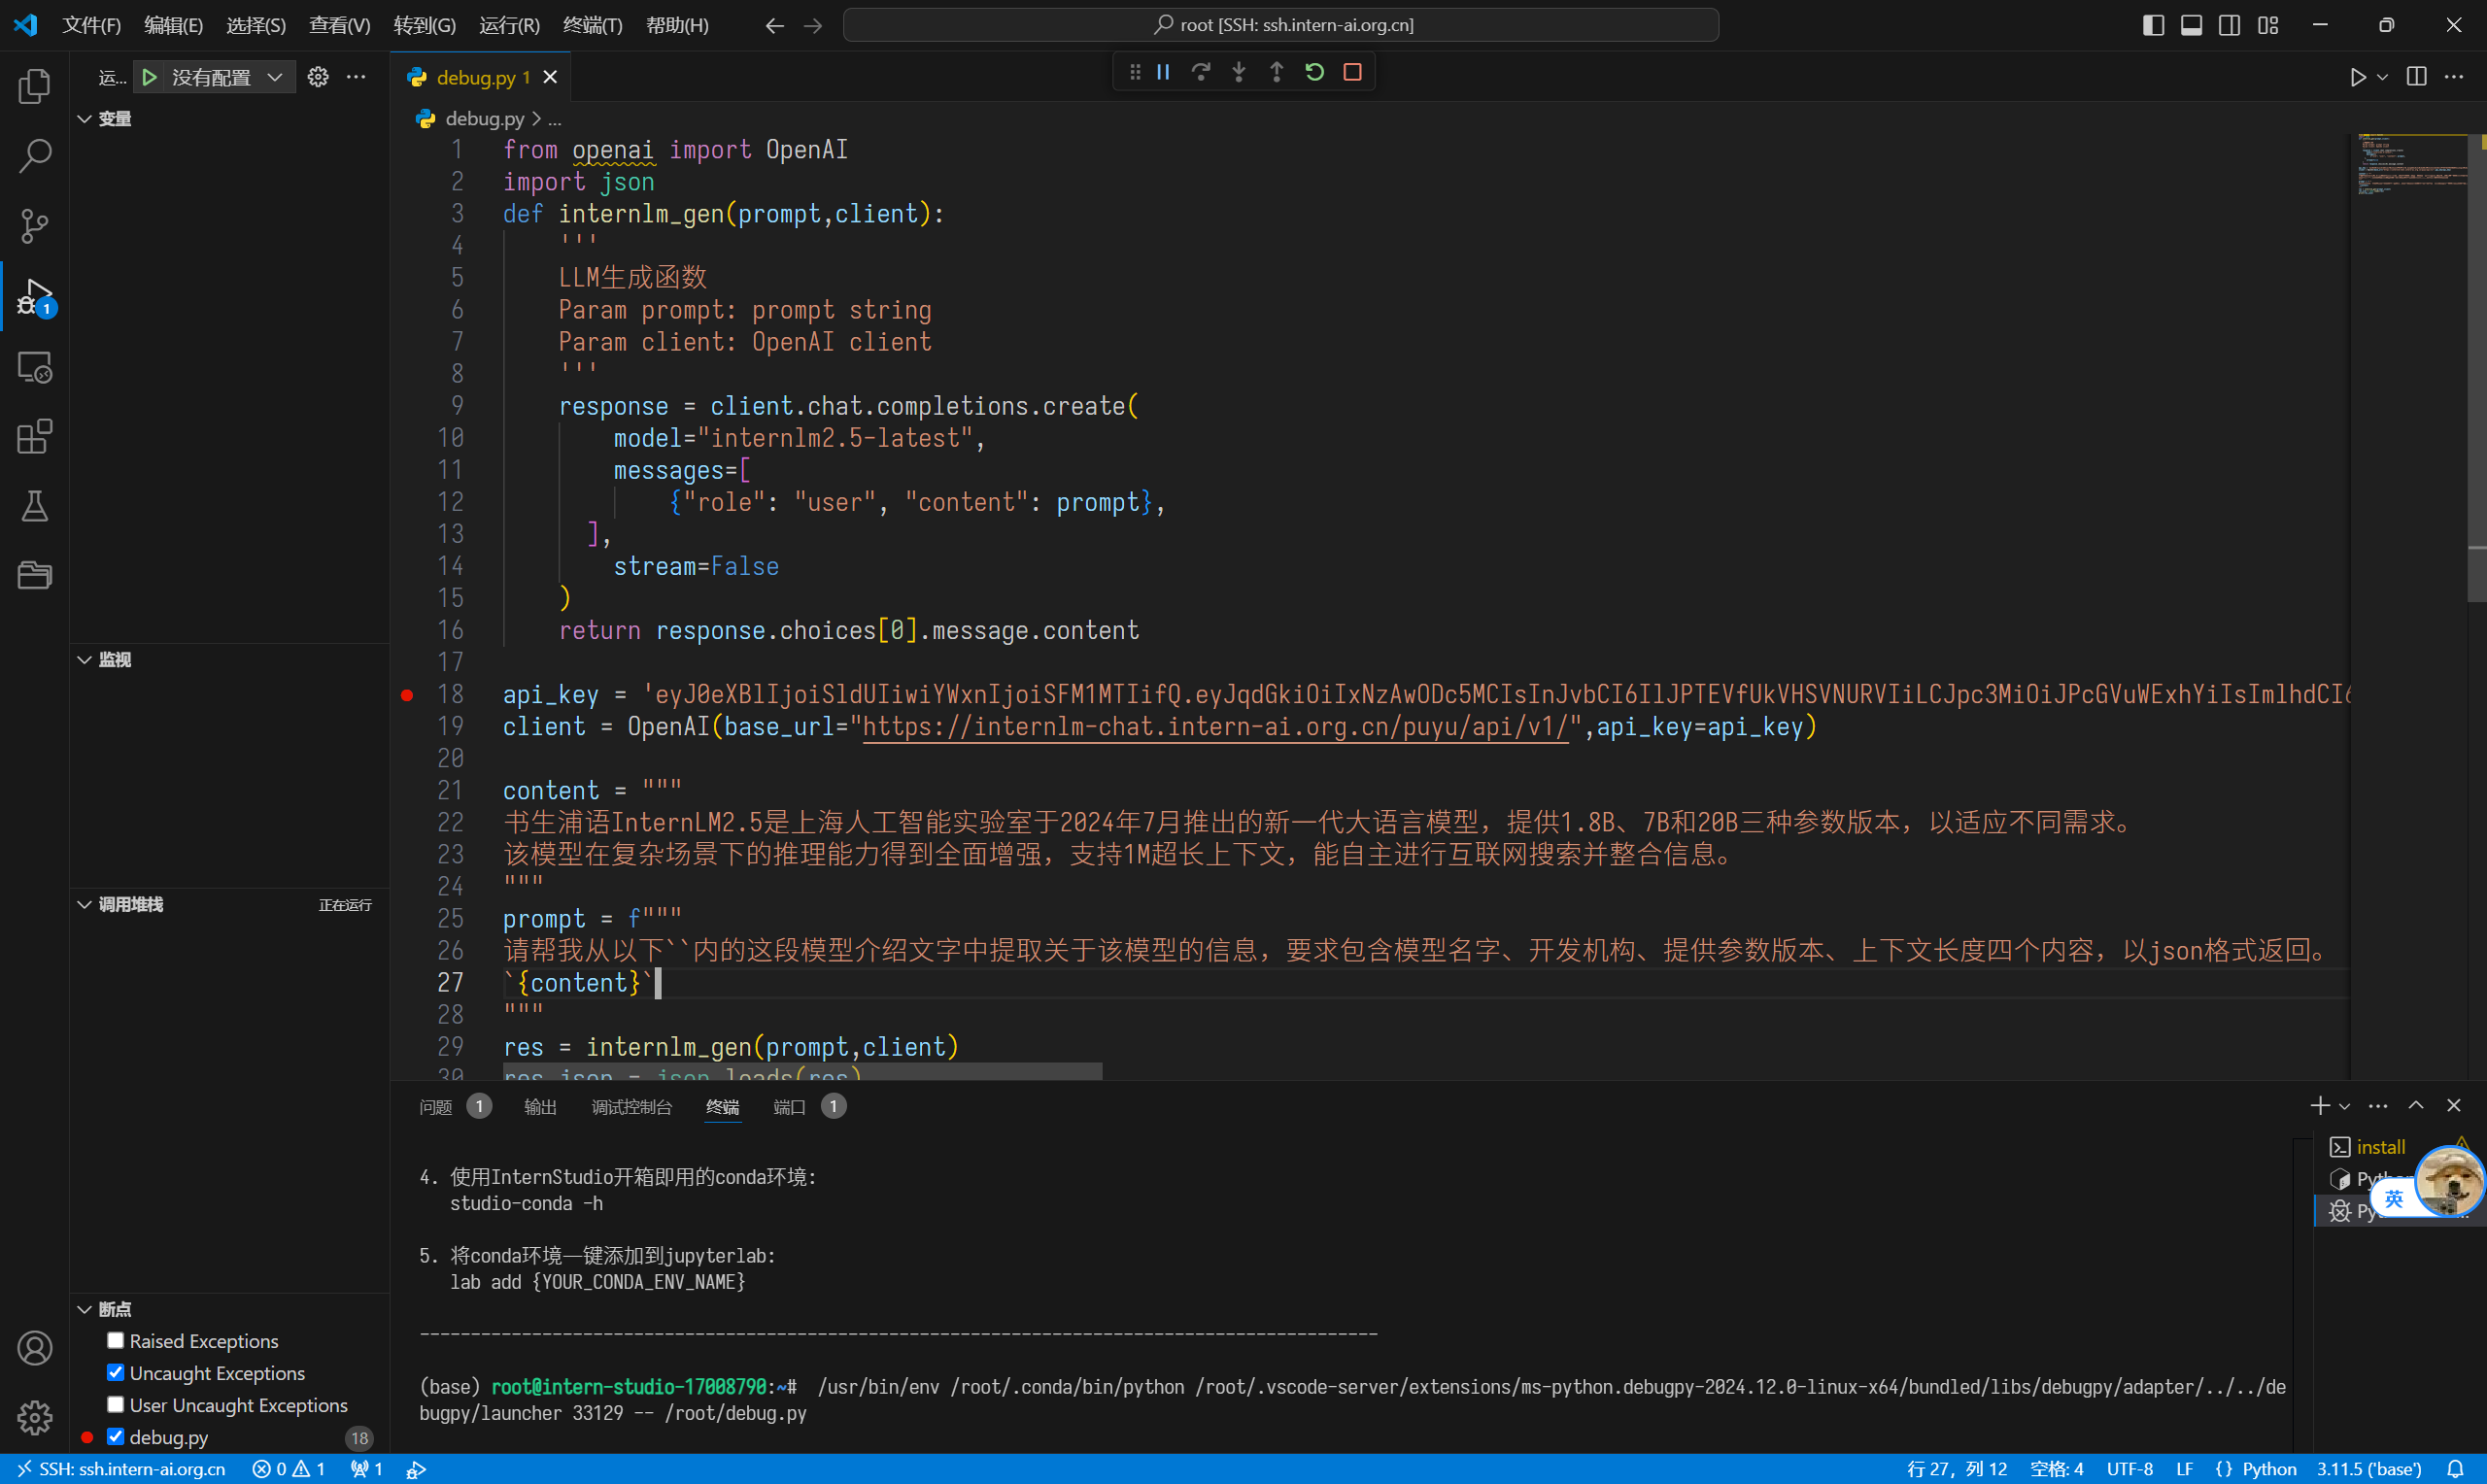 文件(F) 编辑(E) 选择(S) 查看(V) 转到(G) 运行(R) 终端(T) 帮助(H) root [SSH: ssh.intern-ai.org.cn]
运... 没有配置
debug.py 1
变量
debug.py > ...
1 from openai import OpenAI
2 import json
3 def internlm_gen(prompt,client):
4 '''
5 LLM生成函数
6 Param prompt: prompt string
7 Param client: OpenAI client
8 '''
9 response = client.chat.completions.create(
10 model="internlm2.5-latest",
11 messages=[
12 {"role": "user", "content": prompt},
13 ],
14 stream=False
15 )
16 return response.choices[0].message.content
17
18 api_key = 'eyJ0eXBlIjoiSldUIiwiYWxnIjoiSFM1MTIifQ.eyJqdGkiOiIxNzAwODc5MCIsInJvbCI6IlJPTEVfUkVHSVNURVIiLCJpc3MiOiJPcGVuWExhYiIsImlhdCI6
19 client = OpenAI(base_url="https://internlm-chat.intern-ai.org.cn/puyu/api/v1/",api_key=api_key)
20
21 content = """
22 书生浦语InternLM2.5是上海人工智能实验室于2024年7月推出的新一代大语言模型，提供1.8B、7B和20B三种参数版本，以适应不同需求。
23 该模型在复杂场景下的推理能力得到全面增强，支持1M超长上下文，能自主进行互联网搜索并整合信息。
24 """
25 prompt = f"""
26 请帮我从以下``内的这段模型介绍文字中提取关于该模型的信息，要求包含模型名字、开发机构、提供参数版本、上下文长度四个内容，以json格式返回。
27 `{content}`
28 """
29 res = internlm_gen(prompt,client)
30 res_json = json.loads(res)
监视
调用堆栈 正在运行
断点
Raised Exceptions
Uncaught Exceptions
User Uncaught Exceptions
debug.py 18
问题 1 输出 调试控制台 终端 端口 1
4. 使用InternStudio开箱即用的conda环境:
studio-conda -h
5. 将conda环境一键添加到jupyterlab:
lab add {YOUR_CONDA_ENV_NAME}
----------------------------------------------------------------------------------------------
(base) root@intern-studio-17008790:~# /usr/bin/env /root/.conda/bin/python /root/.vscode-server/extensions/ms-python.debugpy-2024.12.0-linux-x64/bundled/libs/debugpy/adapter/../../de
bugpy/launcher 33129 -- /root/debug.py
install
英
SSH: ssh.intern-ai.org.cn 0 1 1 行 27，列 12 空格: 4 UTF-8 LF {} Python 3.11.5 ('base')